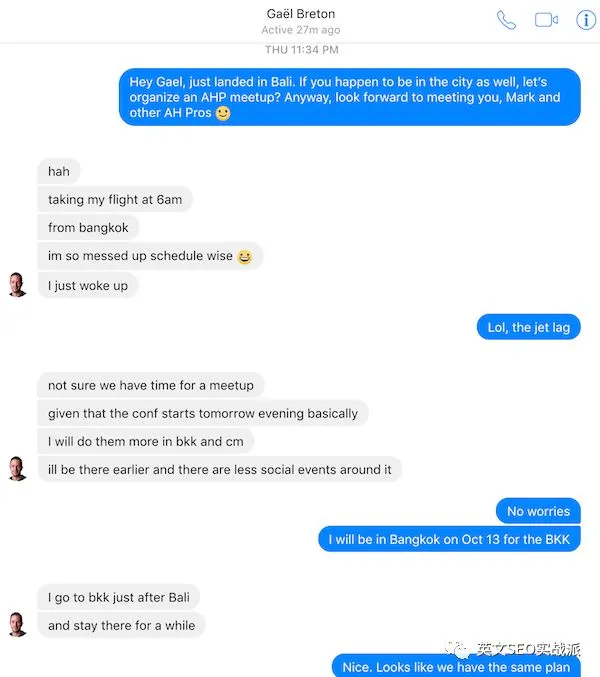 Gaël Breton
Active 27m ago
THU 11:34 PM
Hey Gael, just landed in Bali. If you happen to be in the city as well, let's
organize an AHP meetup? Anyway, look forward to meeting you, Mark and
other AH Pros 🙂
hah
taking my flight at 6am
from bangkok
im so messed up schedule wise 😀
I just woke up
Lol, the jet lag
not sure we have time for a meetup
given that the conf starts tomorrow evening basically
I will do them more in bkk and cm
ill be there earlier and there are less social events around it
No worries
I will be in Bangkok on Oct 13 for the BKK
I go to bkk just after Bali
and stay there for a while
英文SEO实战派
Nice. Looks like we have the same plan